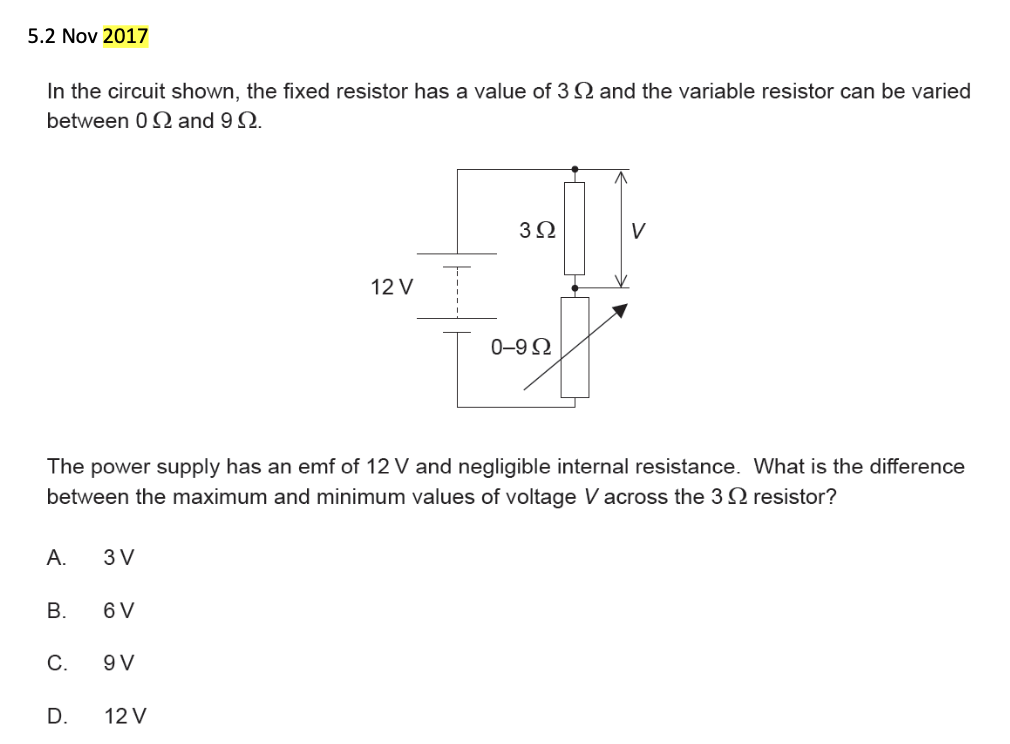 5.2 Nov 2017
In the circuit shown, the fixed resistor has a value of 3 Ω and the variable resistor can be varied
between 0 Ω and 9 Ω.
3 Ω
V
12 V
0–9 Ω
The power supply has an emf of 12 V and negligible internal resistance. What is the difference
between the maximum and minimum values of voltage V across the 3 Ω resistor?
A. 3 V
B. 6 V
C. 9 V
D. 12 V